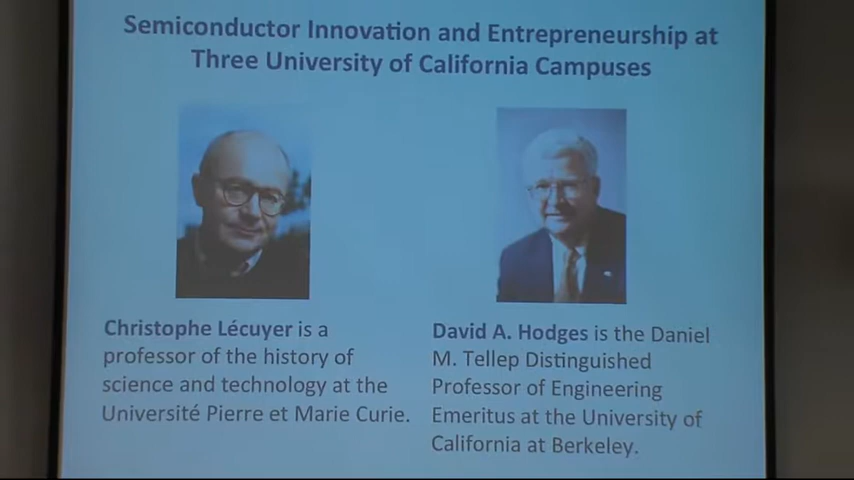 Semiconductor Innovation and Entrepreneurship at
Three University of California Campuses
Christophe Lécuyer is a
professor of the history of
science and technology at the
Université Pierre et Marie Curie.
David A. Hodges is the Daniel
M. Tellep Distinguished
Professor of Engineering
Emeritus at the University of
California at Berkeley.